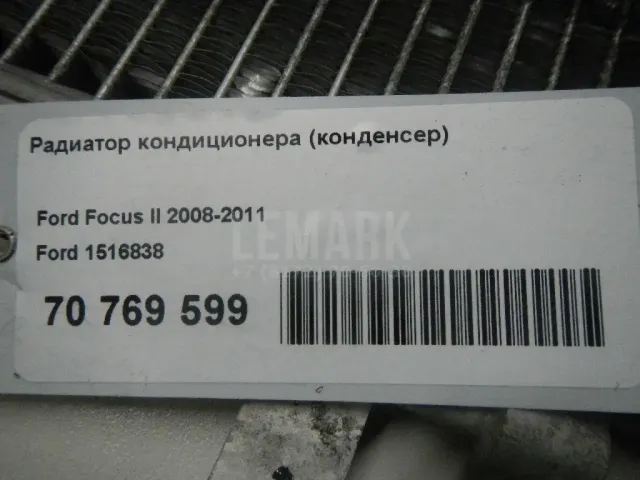 Радиатор кондиционера (конденсер)
Ford Focus II 2008-2011
LEMARK
Ford 1516838
70 769 599